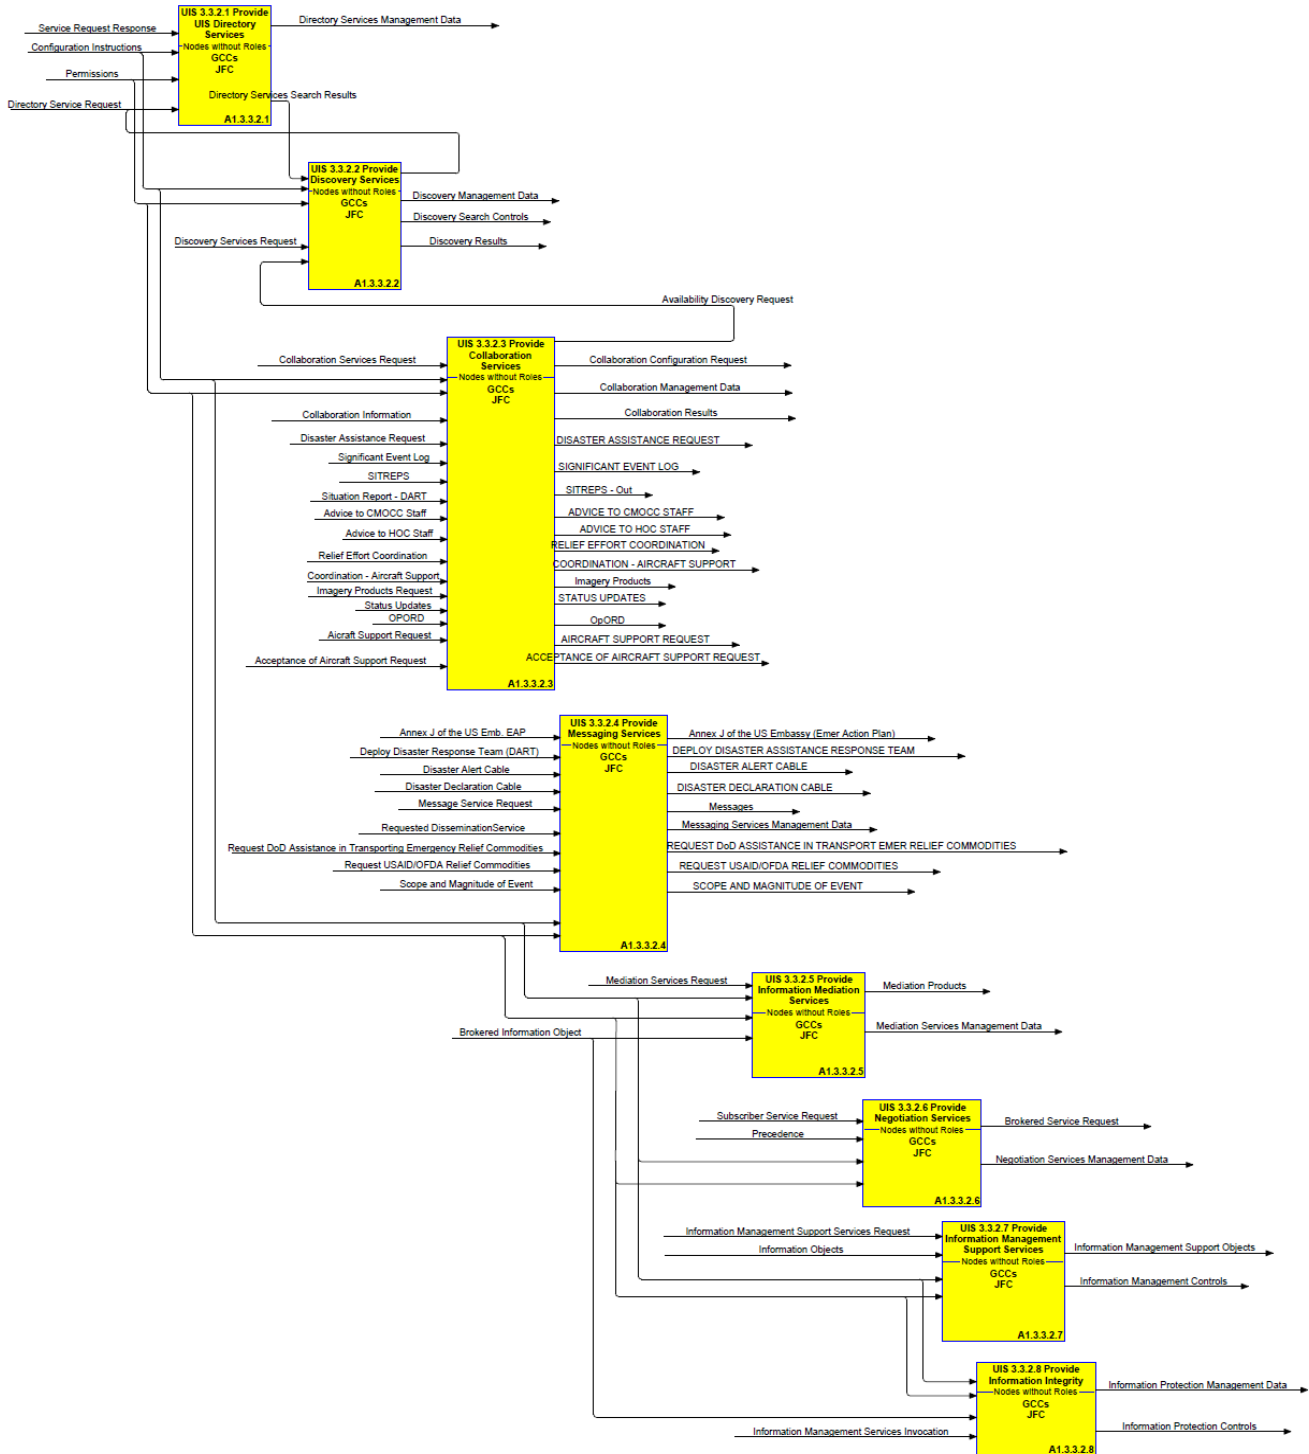 UIS 3.3.2.1 Provide
UIS Directory
Services
Nodes without Roles
GCCs
JFC
A1.3.3.2.1
Service Request Response
Configuration Instructions
Permissions
Directory Service Request
Directory Services Management Data
Directory Services Search Results
UIS 3.3.2.2 Provide
Discovery Services
Nodes without Roles
GCCs
JFC
A1.3.3.2.2
Discovery Services Request
Discovery Management Data
Discovery Search Controls
Discovery Results
Availability Discovery Request
UIS 3.3.2.3 Provide
Collaboration
Services
Nodes without Roles
GCCs
JFC
A1.3.3.2.3
Collaboration Services Request
Collaboration Information
Disaster Assistance Request
Significant Event Log
SITREPS
Situation Report - DART
Advice to CMOCC Staff
Advice to HOC Staff
Relief Effort Coordination
Coordination - Aircraft Support
Imagery Products Request
Status Updates
OPORD
Aicraft Support Request
Acceptance of Aircraft Support Request
Collaboration Configuration Request
Collaboration Management Data
Collaboration Results
DISASTER ASSISTANCE REQUEST
SIGNIFICANT EVENT LOG
SITREPS - Out
ADVICE TO CMOCC STAFF
ADVICE TO HOC STAFF
RELIEF EFFORT COORDINATION
COORDINATION - AIRCRAFT SUPPORT
Imagery Products
STATUS UPDATES
OpORD
AIRCRAFT SUPPORT REQUEST
ACCEPTANCE OF AIRCRAFT SUPPORT REQUEST
UIS 3.3.2.4 Provide
Messaging Services
Nodes without Roles
GCCs
JFC
A1.3.3.2.4
Annex J of the US Emb. EAP
Deploy Disaster Response Team (DART)
Disaster Alert Cable
Disaster Declaration Cable
Message Service Request
Requested DisseminationService
Request DoD Assistance in Transporting Emergency Relief Commodities
Request USAID/OFDA Relief Commodities
Scope and Magnitude of Event
Annex J of the US Embassy (Emer Action Plan)
DEPLOY DISASTER ASSISTANCE RESPONSE TEAM
DISASTER ALERT CABLE
DISASTER DECLARATION CABLE
Messages
Messaging Services Management Data
REQUEST DoD ASSISTANCE IN TRANSPORT EMER RELIEF COMMODITIES
REQUEST USAID/OFDA RELIEF COMMODITIES
SCOPE AND MAGNITUDE OF EVENT
UIS 3.3.2.5 Provide
Information Mediation
Services
Nodes without Roles
GCCs
JFC
A1.3.3.2.5
Mediation Services Request
Brokered Information Object
Mediation Products
Mediation Services Management Data
UIS 3.3.2.6 Provide
Negotiation Services
Nodes without Roles
GCCs
JFC
A1.3.3.2.6
Subscriber Service Request
Precedence
Brokered Service Request
Negotiation Services Management Data
UIS 3.3.2.7 Provide
Information Management
Support Services
Nodes without Roles
GCCs
JFC
A1.3.3.2.7
Information Management Support Services Request
Information Objects
Information Management Support Objects
Information Management Controls
UIS 3.3.2.8 Provide
Information Integrity
Nodes without Roles
GCCs
JFC
A1.3.3.2.8
Information Management Services Invocation
Information Protection Management Data
Information Protection Controls